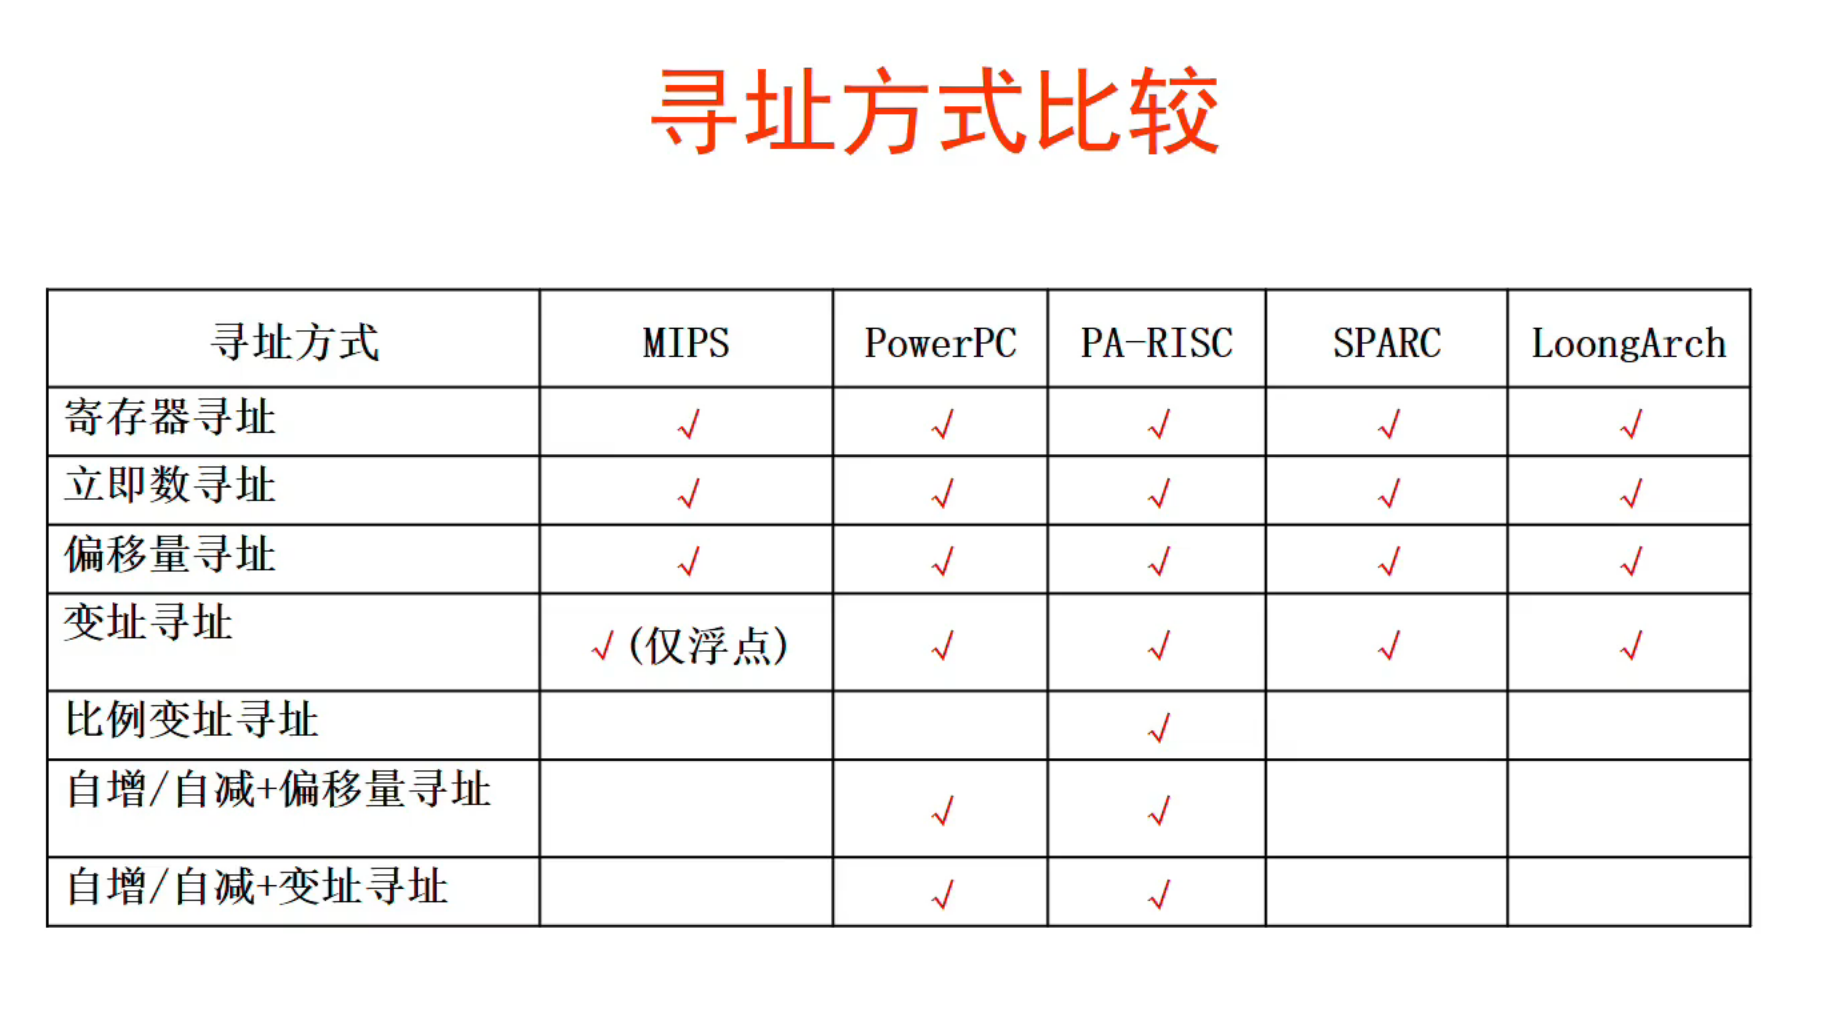 寻址方式比较
寻址方式 MIPS PowerPC PA-RISC SPARC LoongArch
寄存器寻址 √ √ √ √ √
立即数寻址 √ √ √ √ √
偏移量寻址 √ √ √ √ √
变址寻址 √(仅浮点) √ √ √ √
比例变址寻址 √
自增/自减+偏移量寻址 √ √
自增/自减+变址寻址 √ √